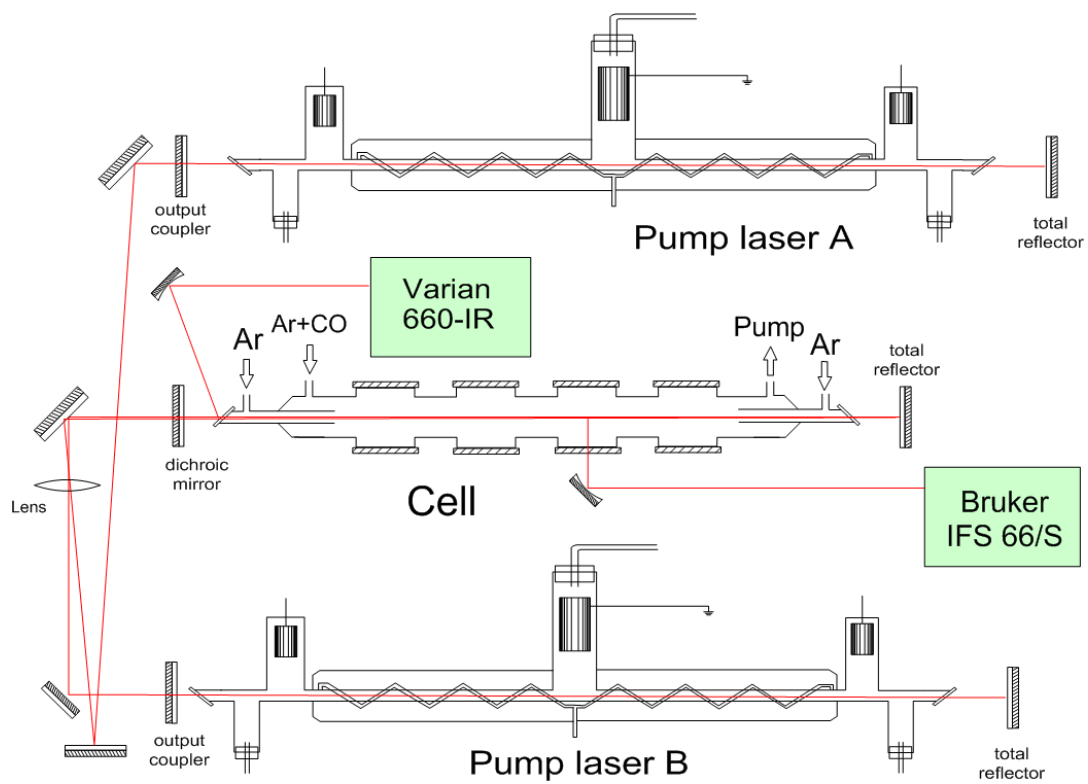 output
coupler
Pump laser A
total
reflector
Varian
660-IR
Ar
Ar+CO
Pump
Ar
total
reflector
dichroic
mirror
Lens
Cell
Bruker
IFS 66/S
output
coupler
Pump laser B
total
reflector